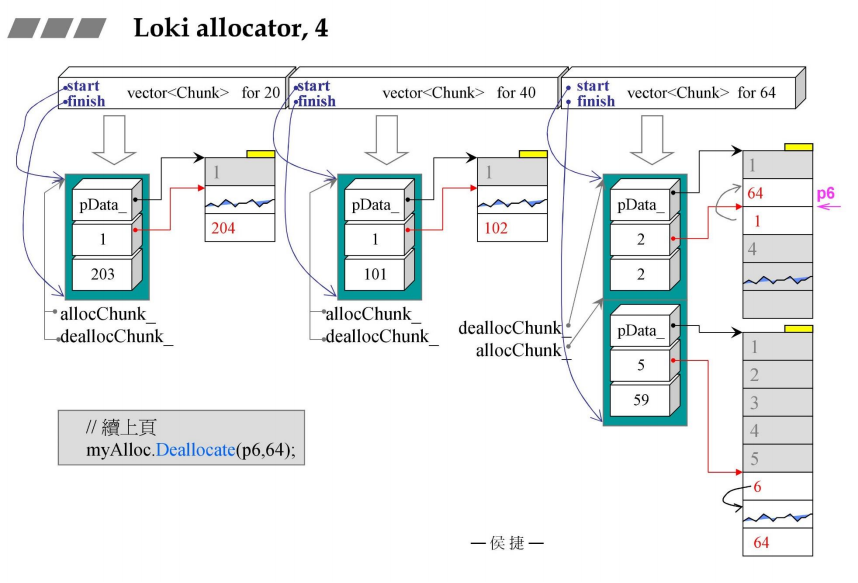 Loki allocator, 4
start
finish
vector<Chunk> for 20
start
finish
vector<Chunk> for 40
start
finish
vector<Chunk> for 64
pData_
1
203
1
204
allocChunk_
deallocChunk_
pData_
1
101
1
102
allocChunk_
deallocChunk_
pData_
2
2
1
64
1
4
p6
deallocChunk_
allocChunk_
pData_
5
59
1
2
3
4
5
6
64
// 續上頁
myAlloc.Deallocate(p6,64);
— 侯 捷 —